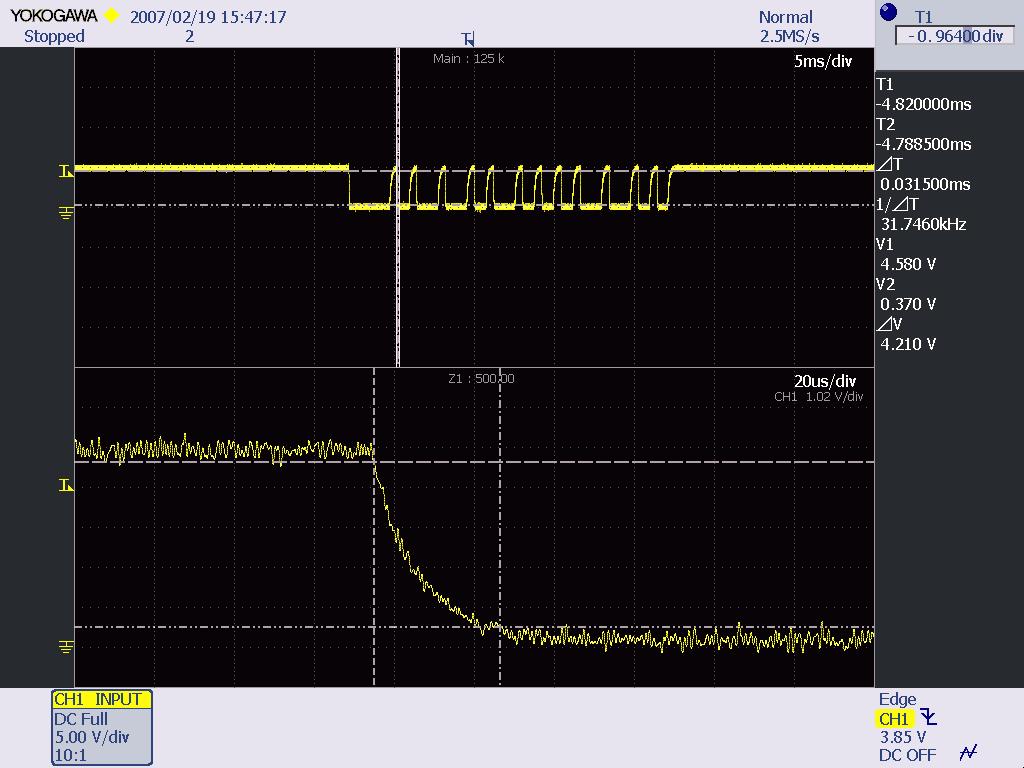 YOKOGAWA 2007/02/19 15:47:17
Stopped 2
Normal
2.5MS/s
T1
-0.96400div
T
Main : 125 k
5ms/div
T1
-4.820000ms
T2
-4.788500ms
⊿T
0.031500ms
1/⊿T
31.7460kHz
V1
4.580 V
V2
0.370 V
⊿V
4.210 V
T
Z1 : 500.00
20us/div
CH1 1.02 V/div
T
CH1 INPUT
DC Full
5.00 V/div
10:1
Edge
CH1
3.85 V
DC OFF